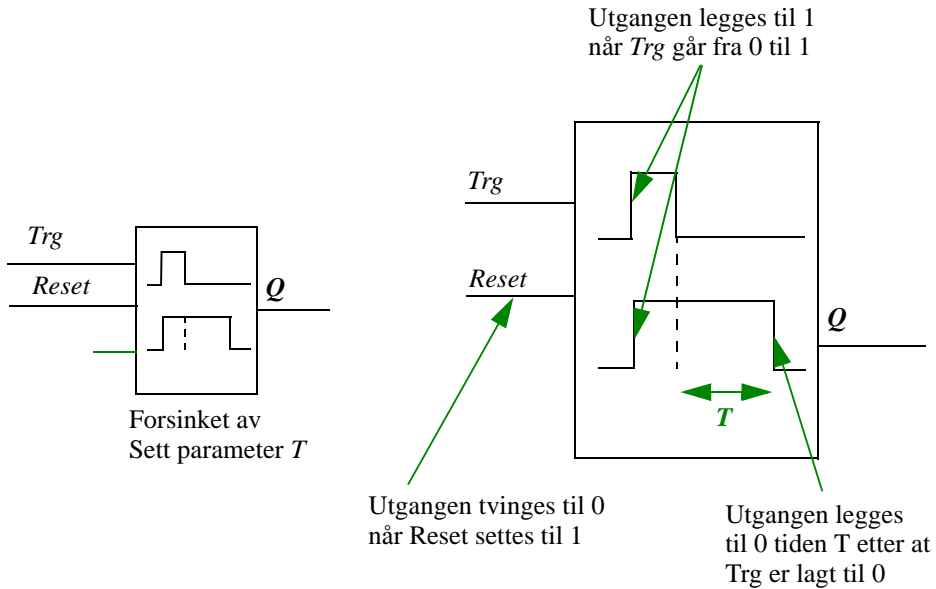 Utgangen legges til 1
når Trg går fra 0 til 1
Trg
Reset
Q
Forsinket av
Sett parameter T
Trg
Reset
Q
T
Utgangen tvinges til 0
når Reset settes til 1
Utgangen legges
til 0 tiden T etter at
Trg er lagt til 0